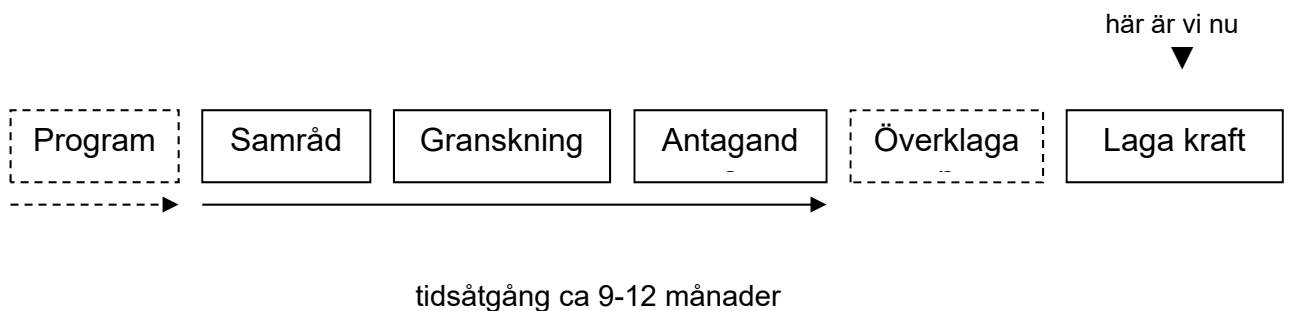 här är vi nu
Program
Samråd
Granskning
Antagand
Överklaga
Laga kraft
tidsåtgång ca 9-12 månader